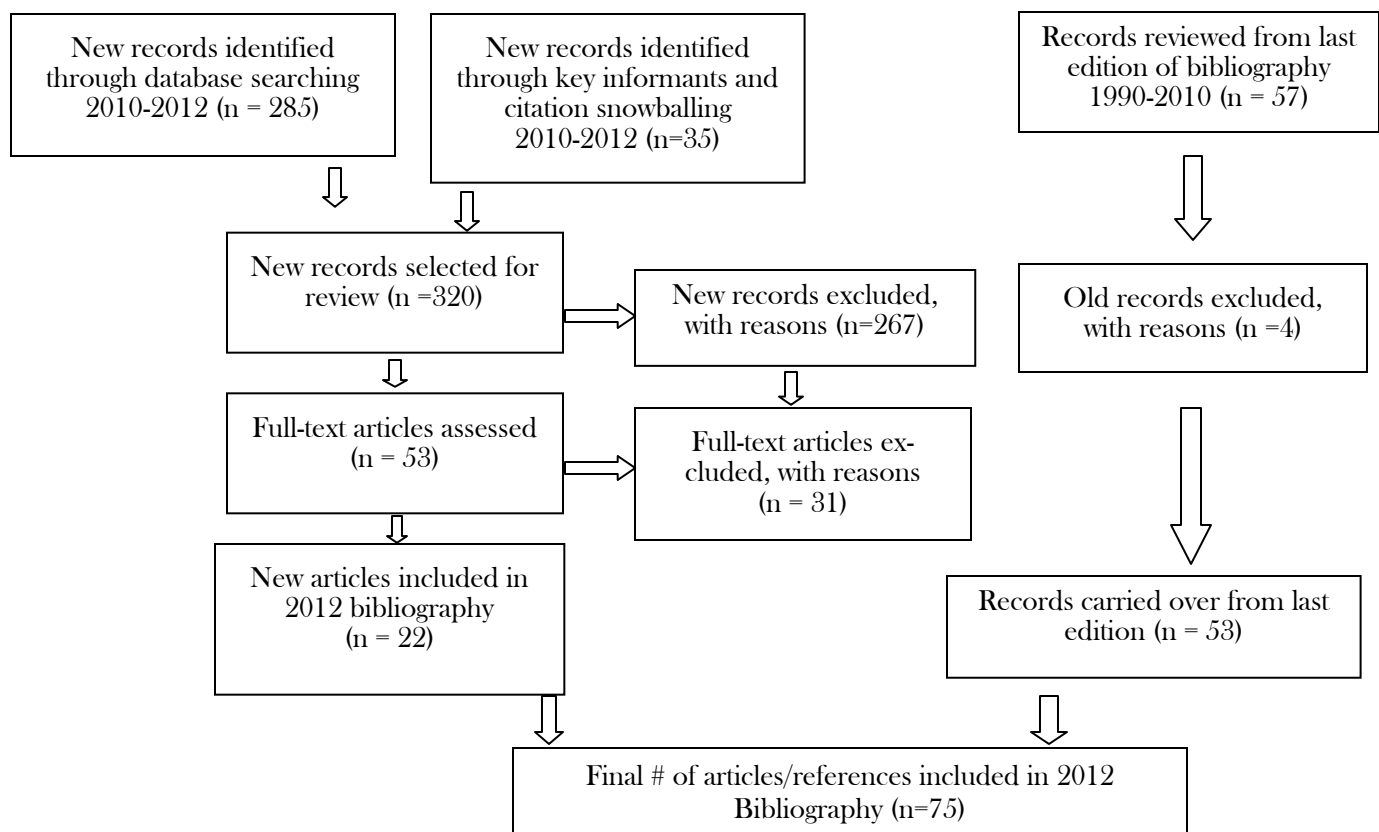 New records identified
through database searching
2010-2012 (n = 285)
New records identified
through key informants and
citation snowballing
2010-2012 (n=35)
Records reviewed from last
edition of bibliography
1990-2010 (n = 57)
New records selected for
review (n =320)
New records excluded,
with reasons (n=267)
Old records excluded,
with reasons (n =4)
Full-text articles assessed
(n = 53)
Full-text articles ex-
cluded, with reasons
(n = 31)
New articles included in
2012 bibliography
(n = 22)
Records carried over from last
edition (n = 53)
Final # of articles/references included in 2012
Bibliography (n=75)